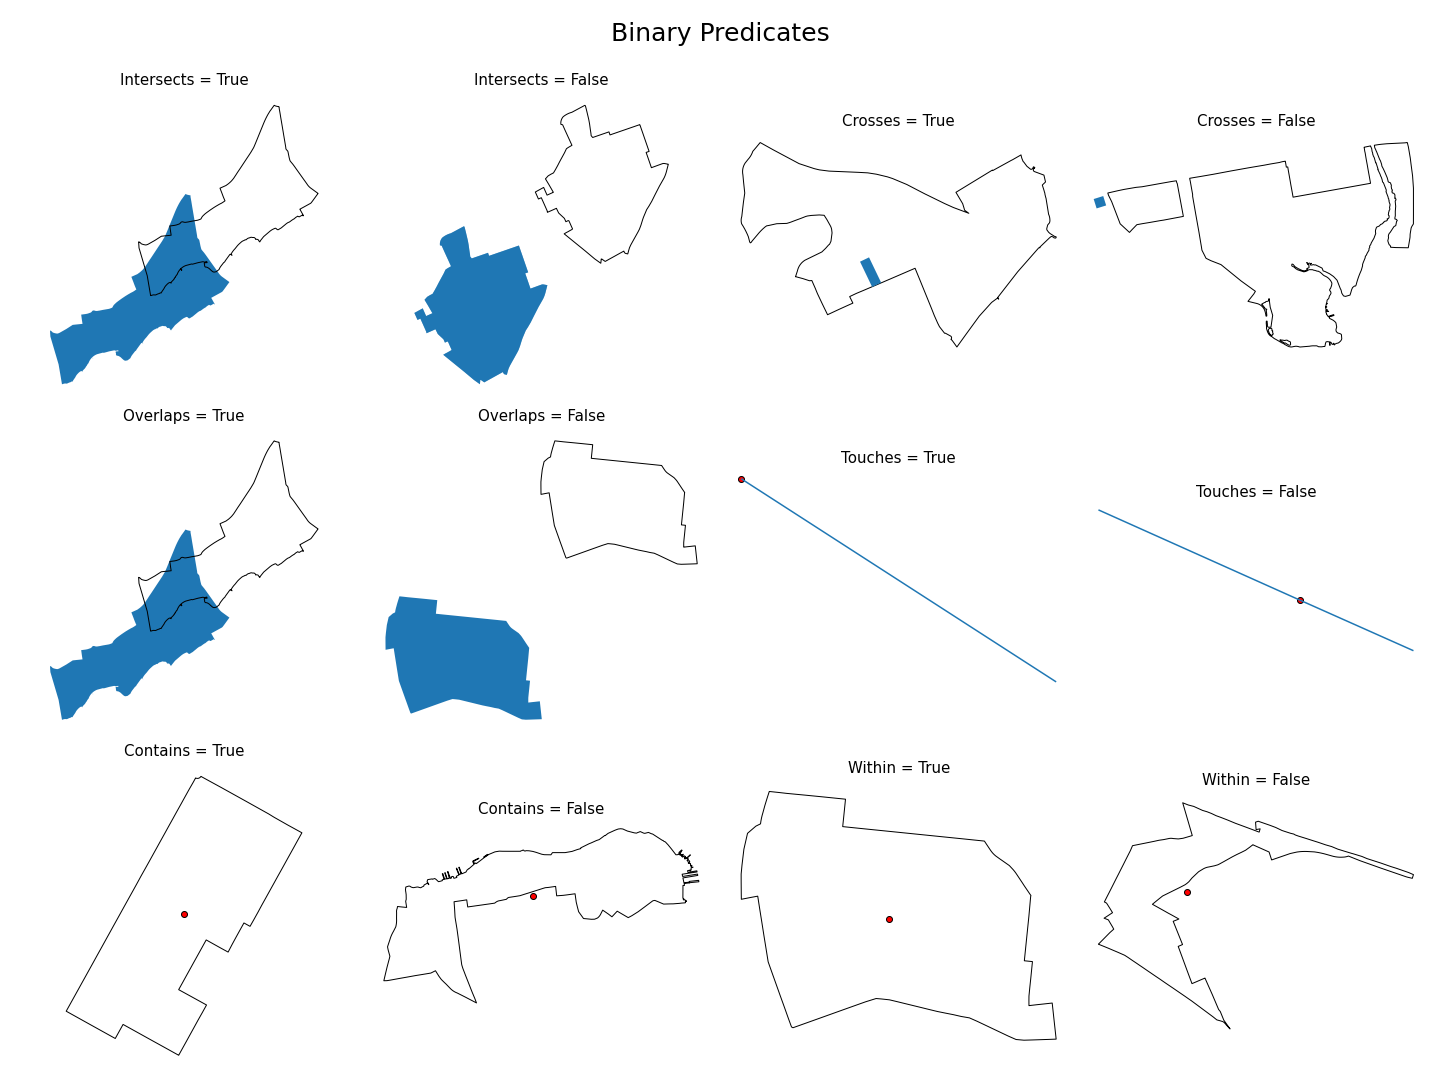 Binary Predicates
Intersects = True
Intersects = False
Crosses = True
Crosses = False
Overlaps = True
Overlaps = False
Touches = True
Touches = False
Contains = True
Contains = False
Within = True
Within = False